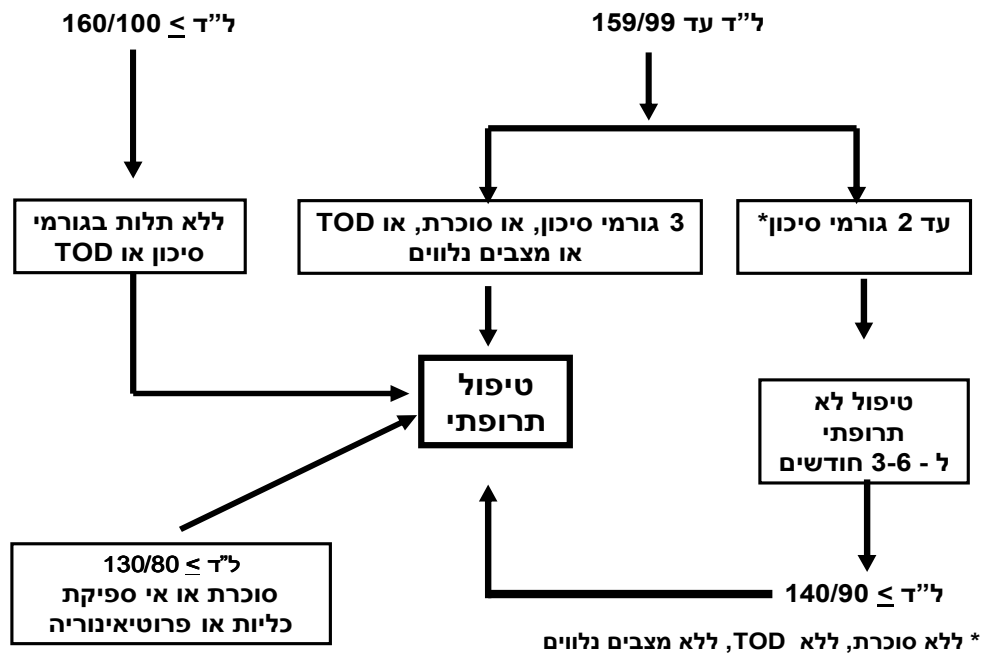 ל”ד עד 159/99
ל”ד ≥ 160/100
עד 2 גורמי סיכון*
3 גורמי סיכון, או סוכרת, או TOD
או מצבים נלווים
ללא תלות בגורמי
סיכון או TOD
טיפול
תרופתי
טיפול לא
תרופתי
ל - 3-6 חודשים
ל”ד ≥ 130/80
סוכרת או אי ספיקת
כליות או פרוטיאינוריה
ל”ד ≥ 140/90
* ללא סוכרת, ללא TOD, ללא מצבים נלווים